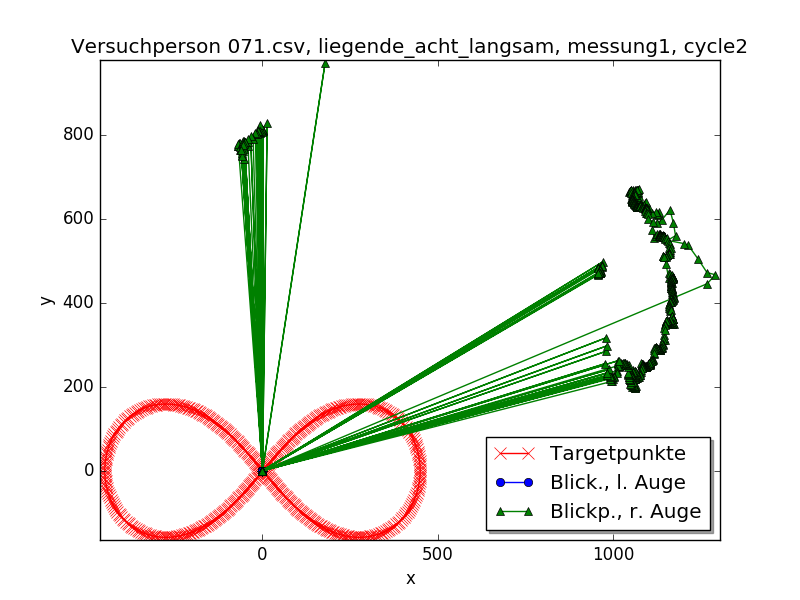 Versuchperson 071.csv, liegende_acht_langsam, messung1, cycle2
800
600
400
200
0
y
0
500
1000
x
Targetpunkte
Blick., l. Auge
Blickp., r. Auge